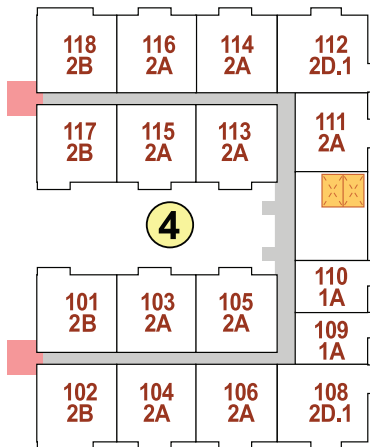 118 116 114 112
2B 2A 2A 2D.1
117 115 113 111
2B 2A 2A 2A
4
101 103 105 110
2B 2A 2A 1A
109
1A
102 104 106 108
2B 2A 2A 2D.1